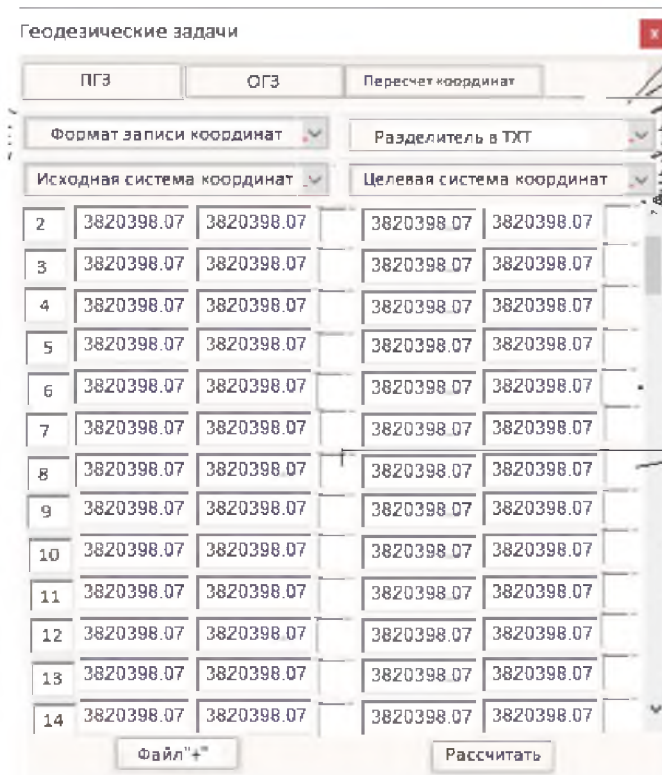 Геодезические задачи x
ПГЗ ОГЗ Пересчет координат
Формат записи координат Разделитель в TXT
Исходная система координат Целевая система координат
2 3820398.07 3820398.07 3820398.07 3820398.07
3 3820398.07 3820398.07 3820398.07 3820398.07
4 3820398.07 3820398.07 3820398.07 3820398.07
5 3820398.07 3820398.07 3820398.07 3820398.07
6 3820398.07 3820398.07 3820398.07 3820398.07
7 3820398.07 3820398.07 3820398.07 3820398.07
8 3820398.07 3820398.07 3820398.07 3820398.07
9 3820398.07 3820398.07 3820398.07 3820398.07
10 3820398.07 3820398.07 3820398.07 3820398.07
11 3820398.07 3820398.07 3820398.07 3820398.07
12 3820398.07 3820398.07 3820398.07 3820398.07
13 3820398.07 3820398.07 3820398.07 3820398.07
14 3820398.07 3820398.07 3820398.07 3820398.07
Файл"+" Рассчитать